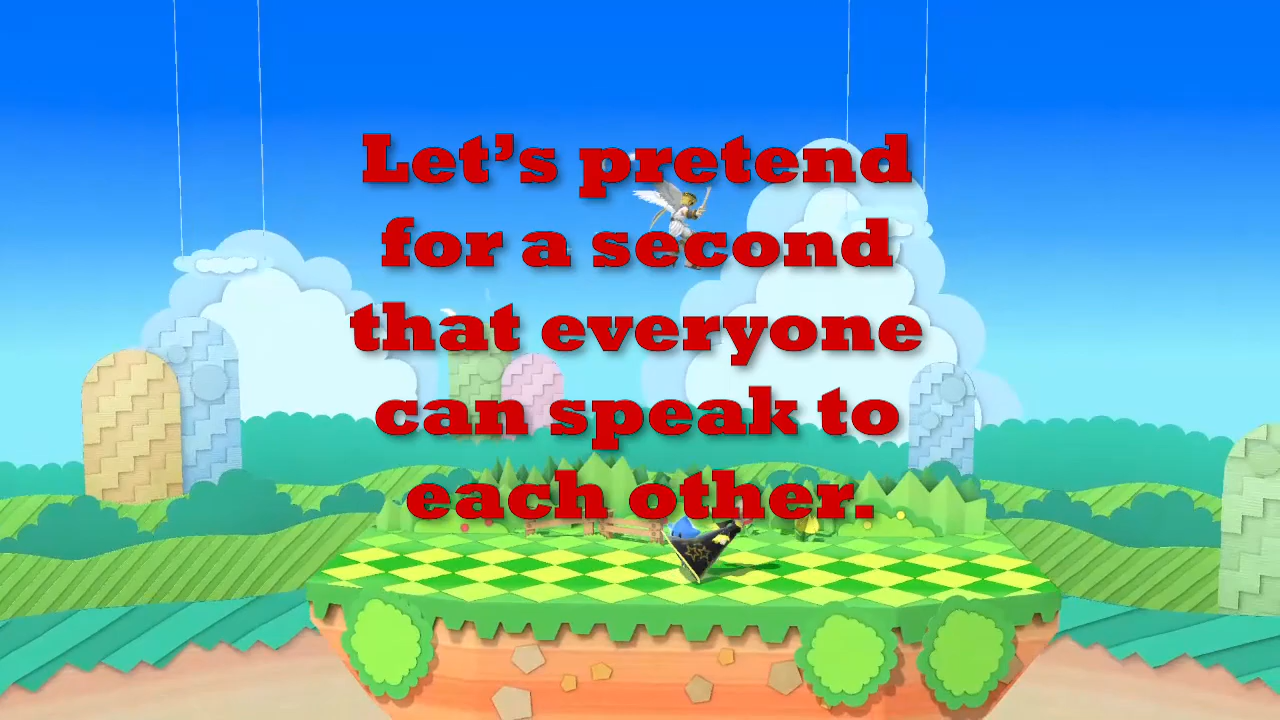 Let’s pretend
for a second
that everyone
can speak to
each other.